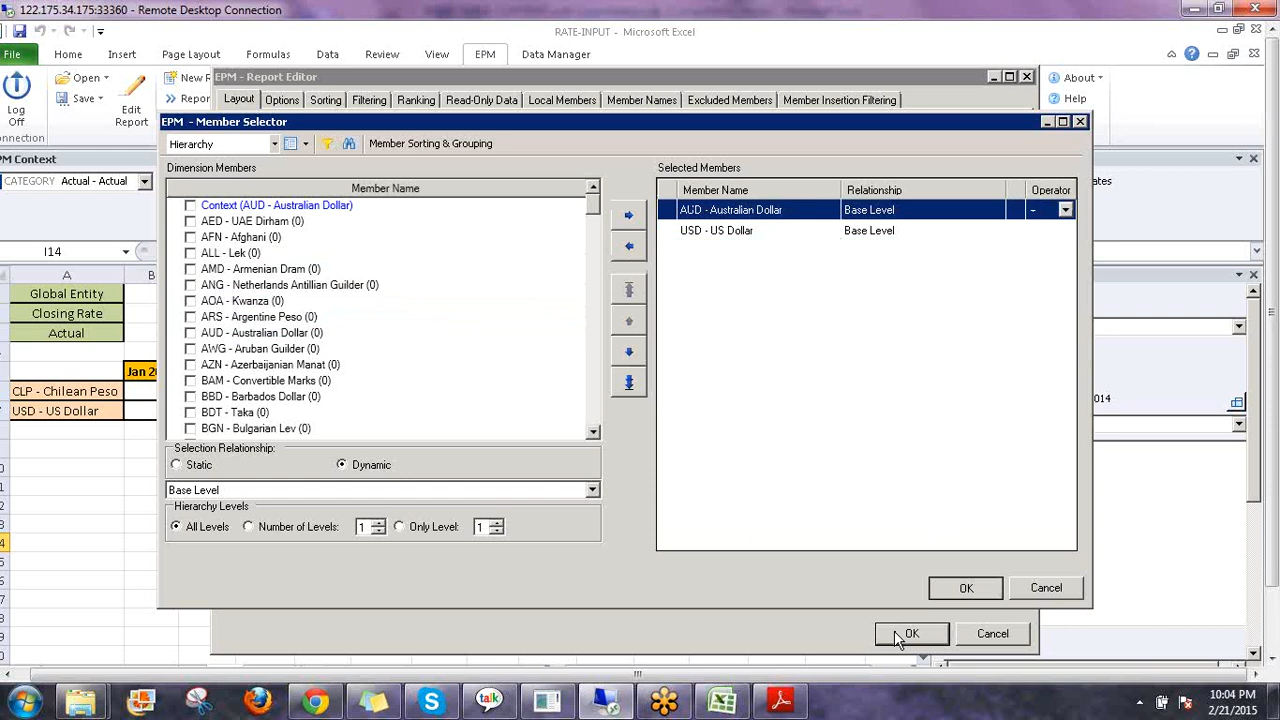 122.175.34.175:33360 - Remote Desktop Connection
RATE-INPUT - Microsoft Excel
File Home Insert Page Layout Formulas Data Review View EPM Data Manager
Log Off
Open
Save
Edit Report
New R
Repor
About
Help
EPM - Report Editor
Layout Options Sorting Filtering Ranking Read-Only Data Local Members Member Names Excluded Members Member Insertion Filtering
nnection
PM Context
CATEGORY Actual - Actual
ates
I14
A B
Global Entity
Closing Rate
Actual
Jan 20
CLP - Chilean Peso
USD - US Dollar
014
EPM - Member Selector
Hierarchy
Member Sorting & Grouping
Dimension Members
Member Name
Context (AUD - Australian Dollar)
AED - UAE Dirham (0)
AFN - Afghani (0)
ALL - Lek (0)
AMD - Armenian Dram (0)
ANG - Netherlands Antillian Guilder (0)
AOA - Kwanza (0)
ARS - Argentine Peso (0)
AUD - Australian Dollar (0)
AWG - Aruban Guilder (0)
AZN - Azerbaijanian Manat (0)
BAM - Convertible Marks (0)
BBD - Barbados Dollar (0)
BDT - Taka (0)
BGN - Bulgarian Lev (0)
Selection Relationship:
Static Dynamic
Base Level
Hierarchy Levels
All Levels Number of Levels: 1 Only Level: 1
Selected Members
Member Name Relationship Operator
AUD - Australian Dollar Base Level -
USD - US Dollar Base Level
OK Cancel
OK Cancel
talk
10:04 PM
2/21/2015